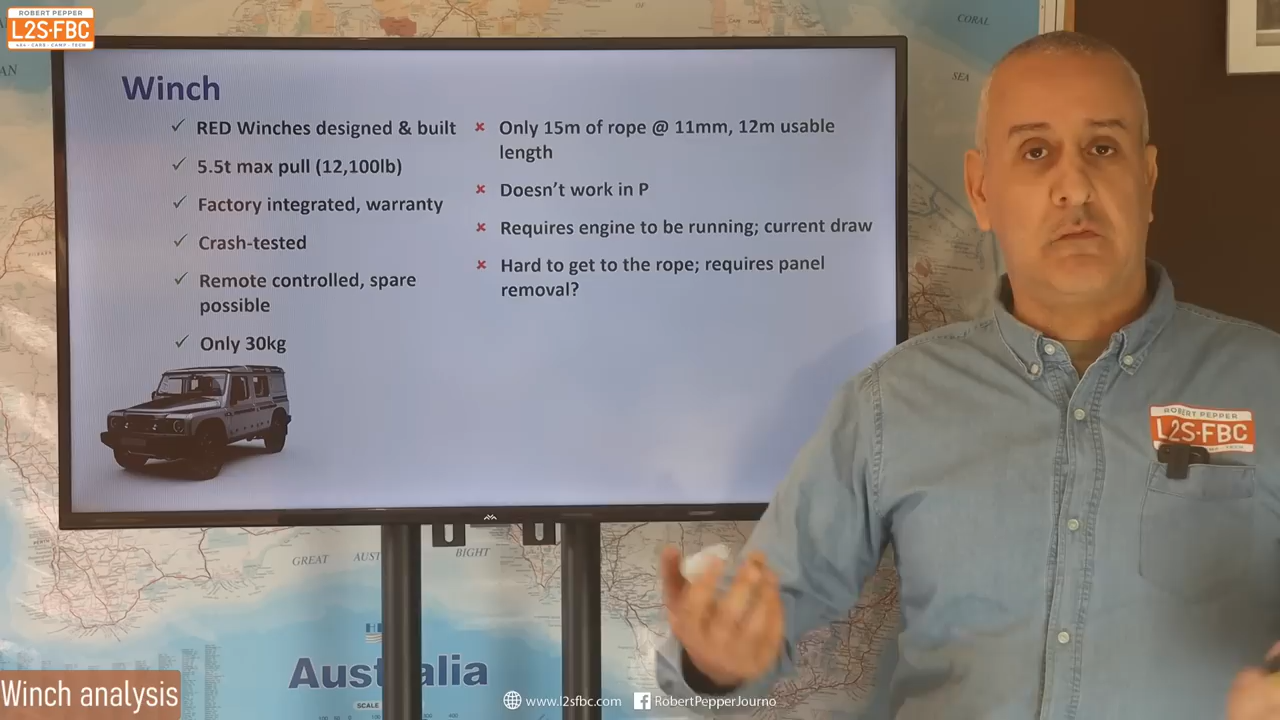 ROBERT PEPPER
L2S-FBC
4X4 - CARS - CAMP - TECH
CORAL
SEA
Winch
RED Winches designed & built
5.5t max pull (12,100lb)
Factory integrated, warranty
Crash-tested
Remote controlled, spare
possible
Only 30kg
Only 15m of rope @ 11mm, 12m usable
length
Doesn't work in P
Requires engine to be running; current draw
Hard to get to the rope; requires panel
removal?
ROBERT PEPPER
L2S-FBC
GREAT AUST
BIGHT
Australia
SCALE
Winch analysis
www.l2sfbc.com
RobertPepperJourno